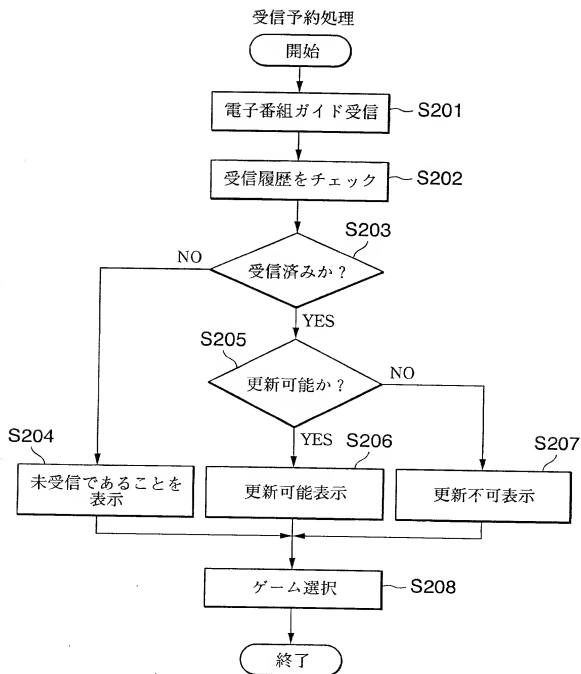 受信予約処理
開始
電子番組ガイド受信
S201
受信履歴をチェック
S202
S203
受信済みか?
NO
YES
S205
更新可能か?
NO
YES
S204
未受信であることを
表示
S206
更新可能表示
S207
更新不可表示
ゲーム選択
S208
終了